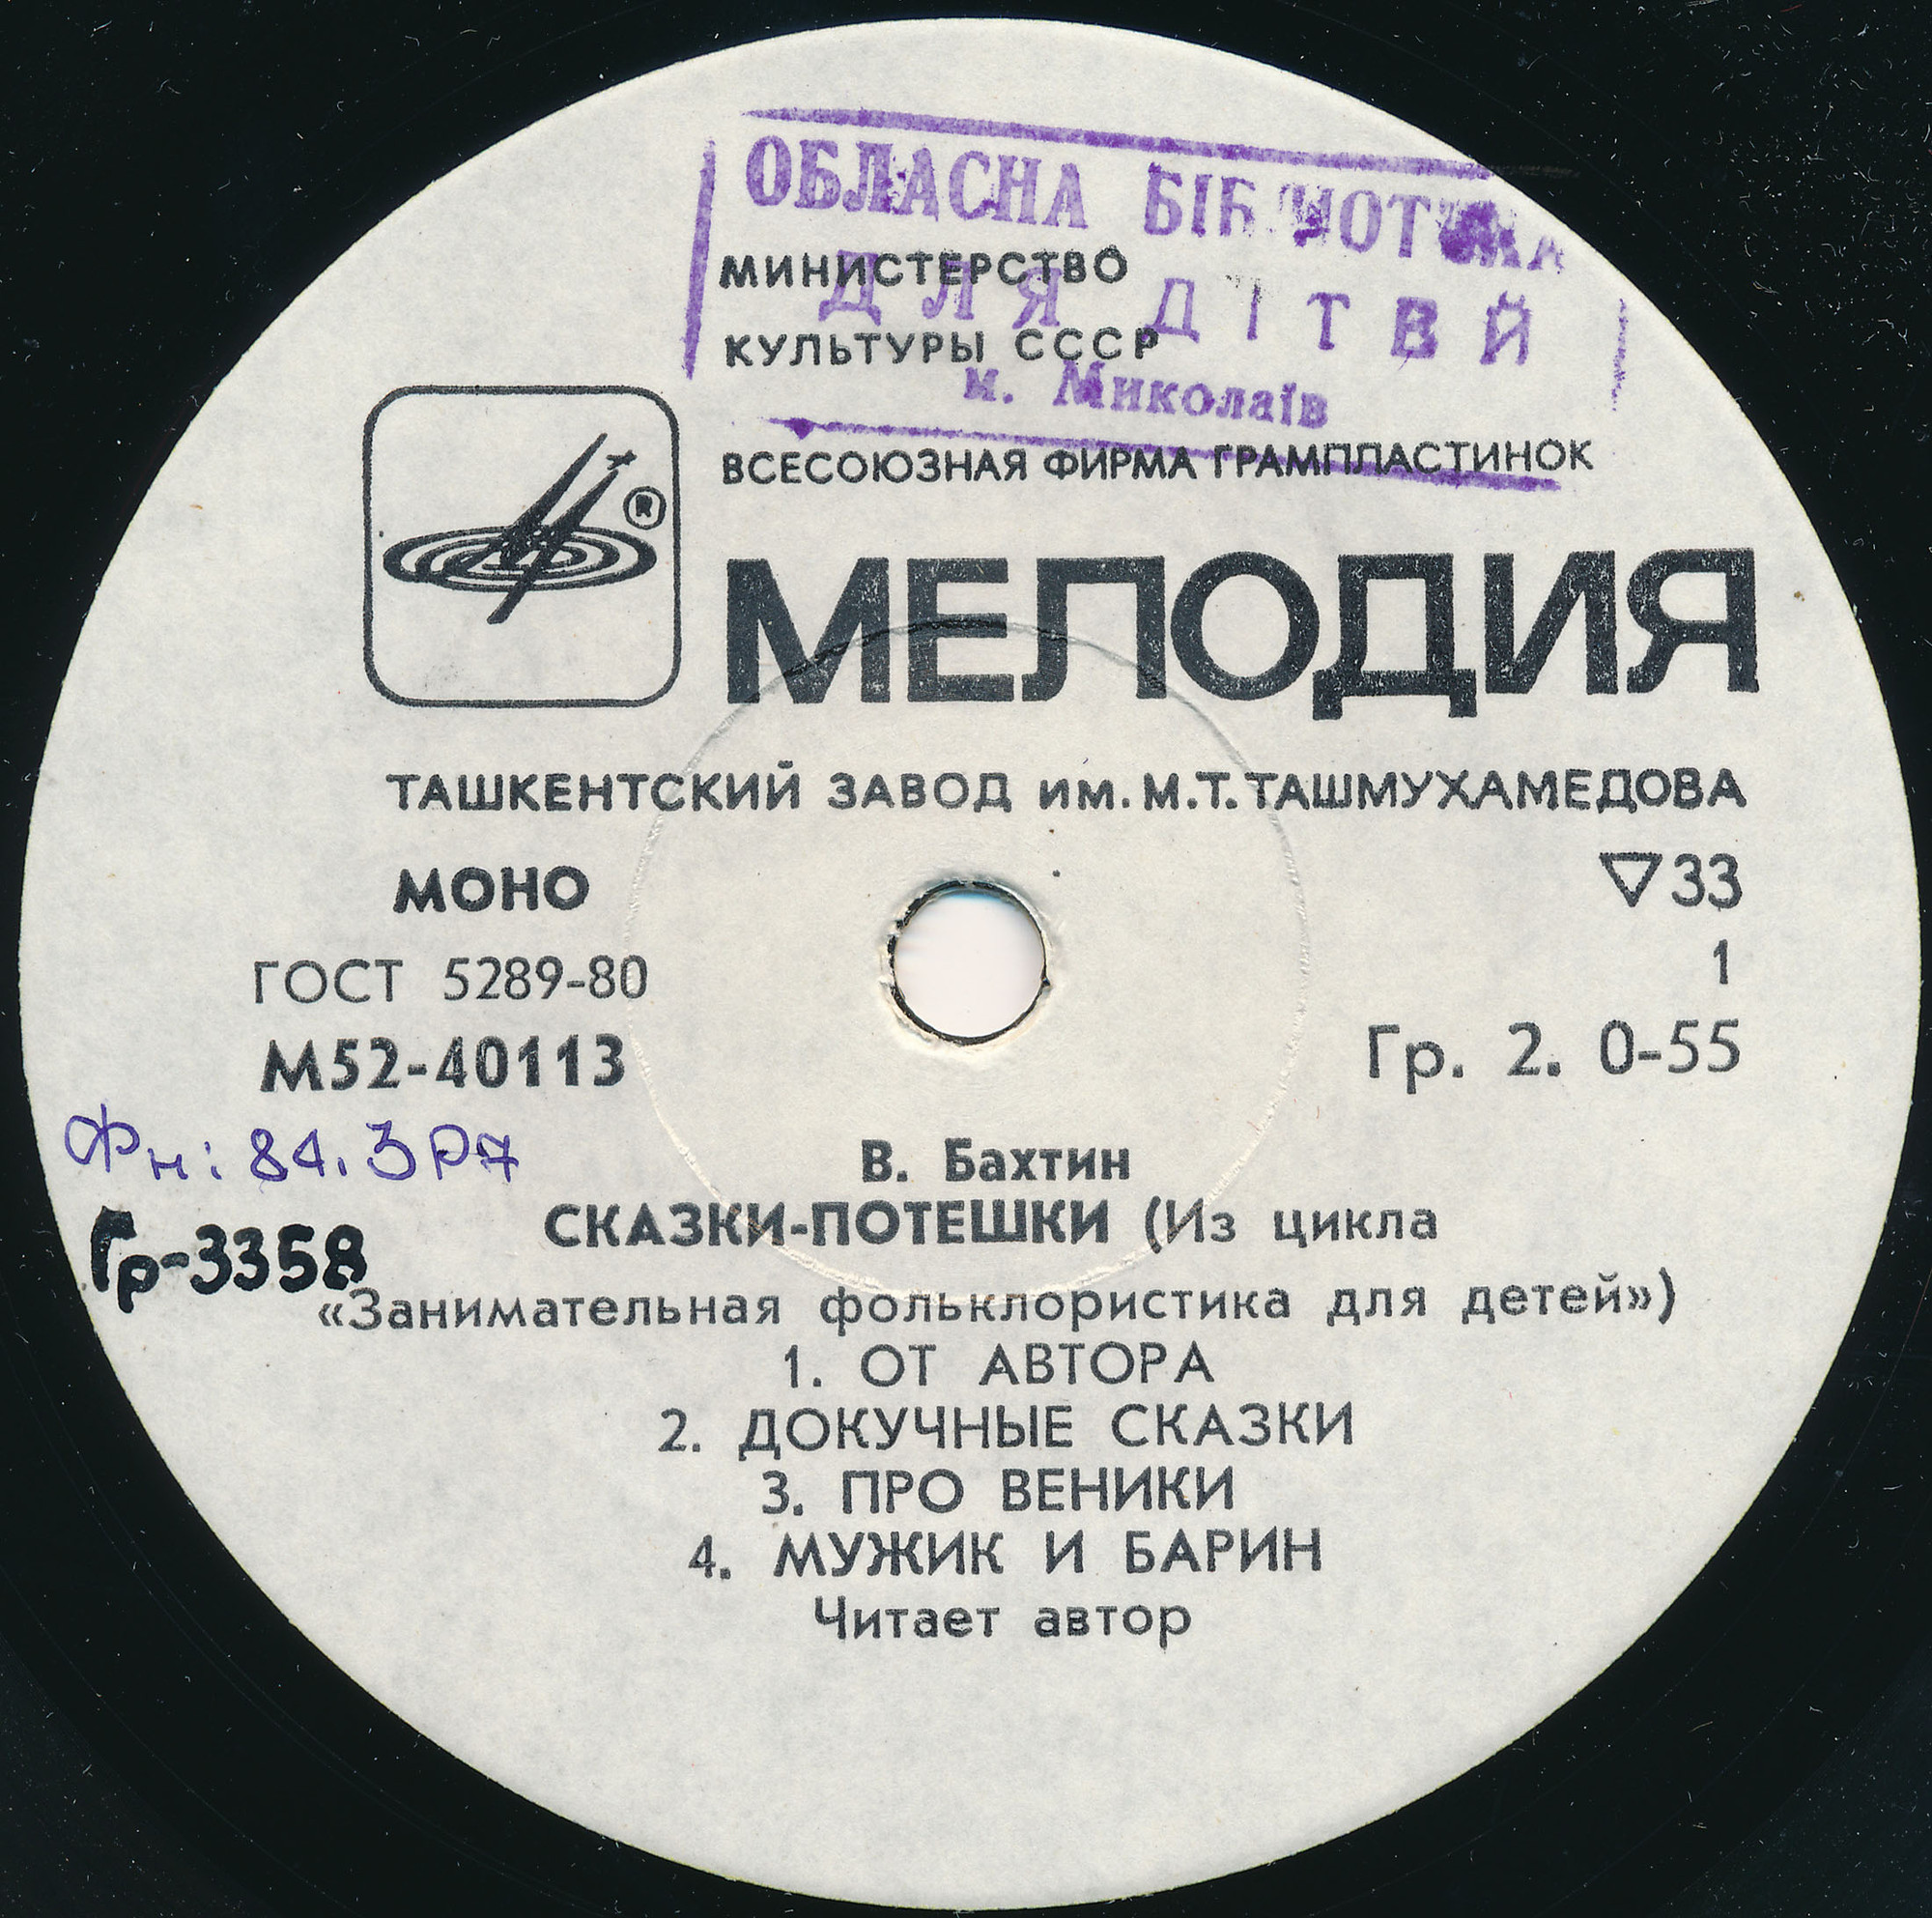 ОБЛАСНА БІБЛІОТЕКА
МИНИСТЕРСТВО
ДЛЯ ДІТЕЙ
КУЛЬТУРЫ СССР
м. Миколаїв
ВСЕСОЮЗНАЯ ФИРМА ГРАМПЛАСТИНОК
®
МЕЛОДИЯ
ТАШКЕНТСКИЙ ЗАВОД им. М.Т. ТАШМУХАМЕДОВА
МОНО
▽33
ГОСТ 5289-80
1
М52-40113
Гр. 2. 0-55
Фн: 84.3Р7
В. Бахтин
СКАЗКИ-ПОТЕШКИ (Из цикла
Гр-3358
«Занимательная фольклористика для детей»)
1. ОТ АВТОРА
2. ДОКУЧНЫЕ СКАЗКИ
3. ПРО ВЕНИКИ
4. МУЖИК И БАРИН
Читает автор